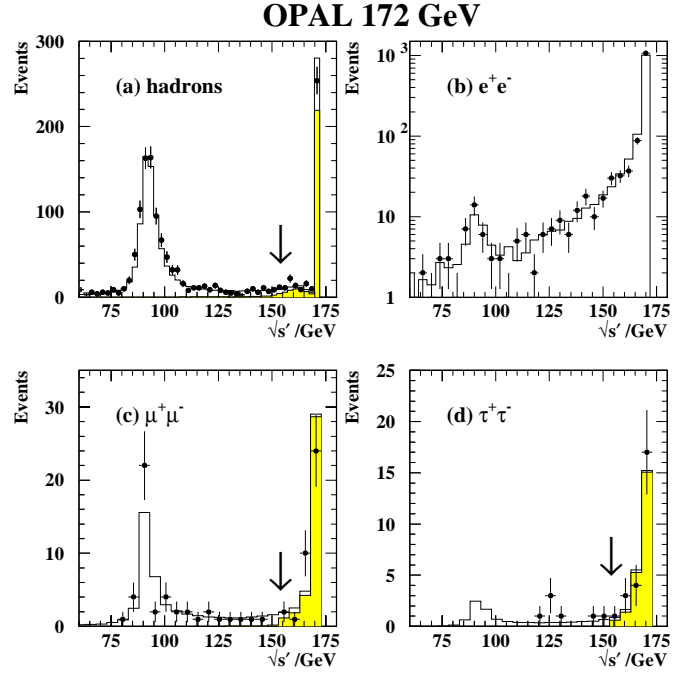 OPAL 172 GeV
Events
300
200
100
0
(a) hadrons
75 100 125 150 175
√s′ /GeV
Events
10³
10²
10
1
(b) e⁺e⁻
75 100 125 150 175
√s′ /GeV
Events
30
20
10
0
(c) μ⁺μ⁻
75 100 125 150 175
√s′ /GeV
Events
25
20
15
10
5
0
(d) τ⁺τ⁻
75 100 125 150 175
√s′ /GeV